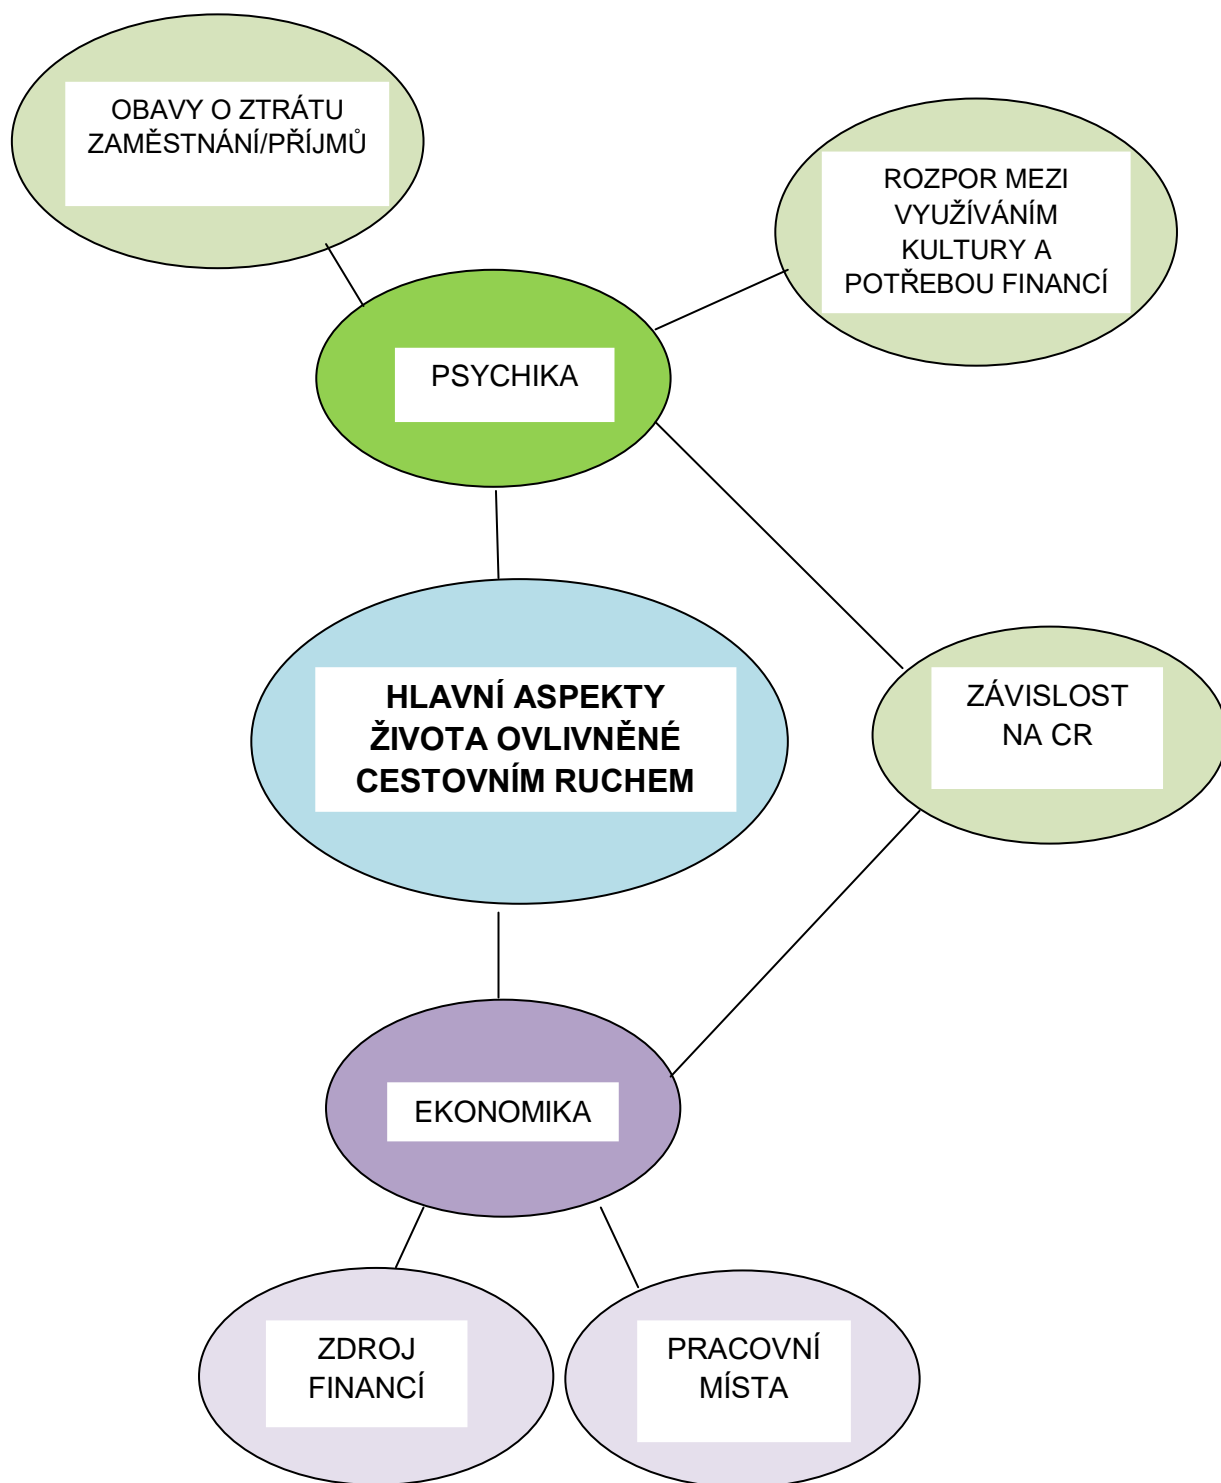 OBAVY O ZTRÁTU
ZAMĚSTNÁNÍ/PŘÍJMŮ
ROZPOR MEZI
VYUŽÍVÁNÍM
KULTURY A
POTŘEBOU FINANCÍ
PSYCHIKA
HLAVNÍ ASPEKTY
ŽIVOTA OVLIVNĚNÉ
CESTOVNÍM RUCHEM
ZÁVISLOST
NA CR
EKONOMIKA
ZDROJ
FINANCÍ
PRACOVNÍ
MÍSTA